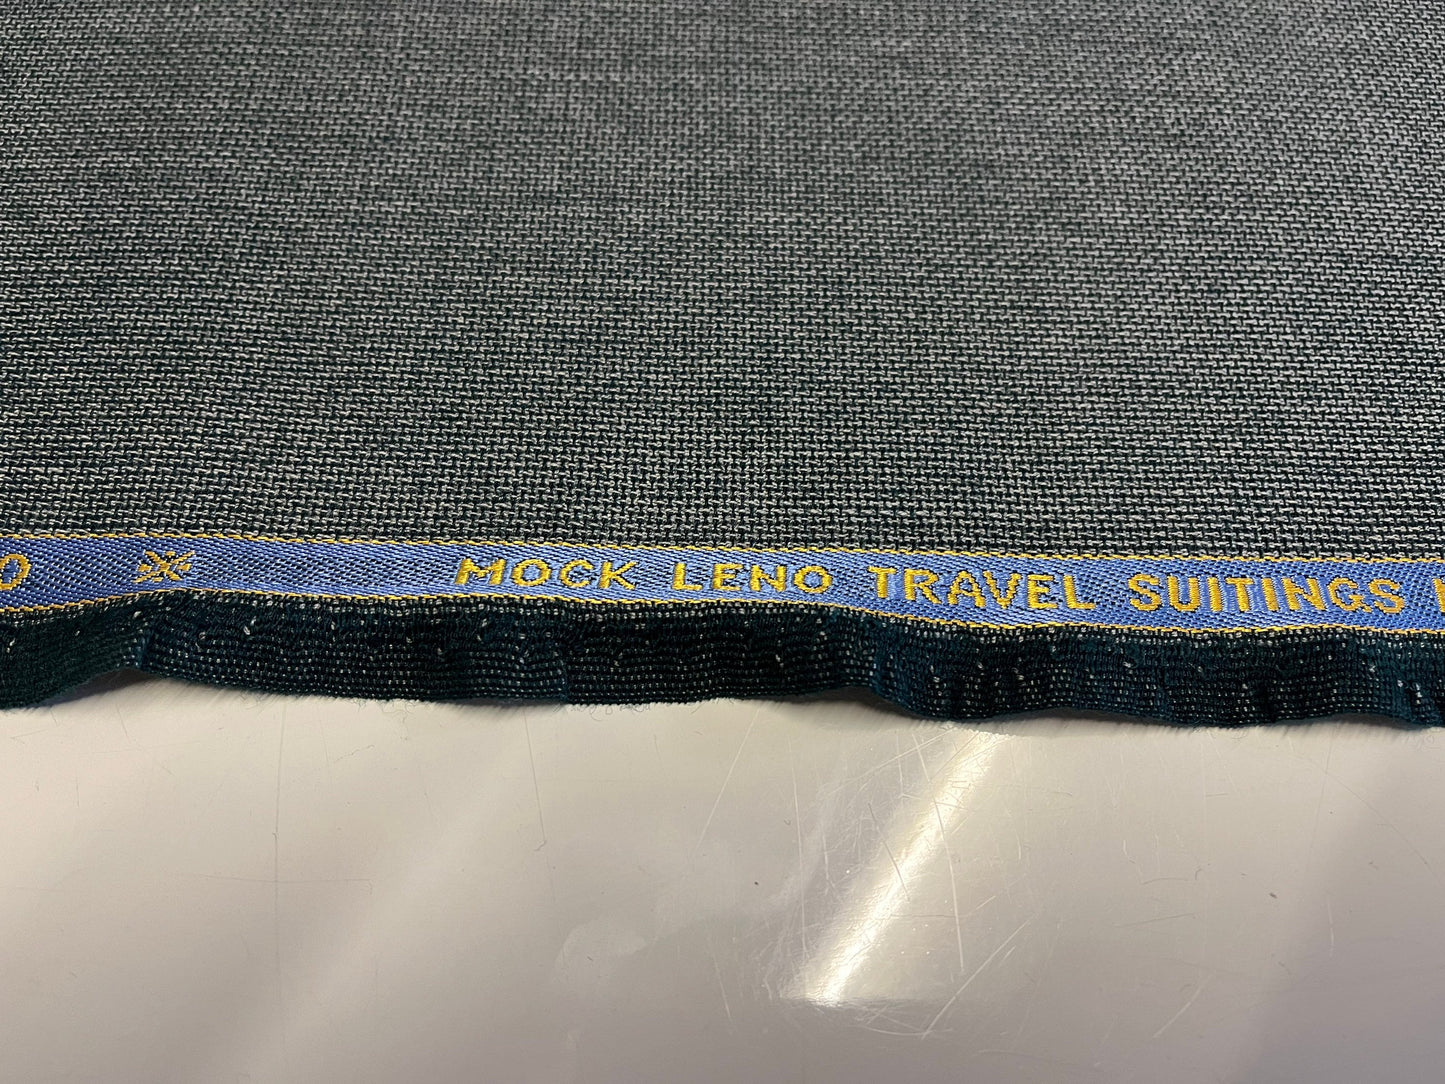 O MOCK LENO TRAVEL SUITINGS